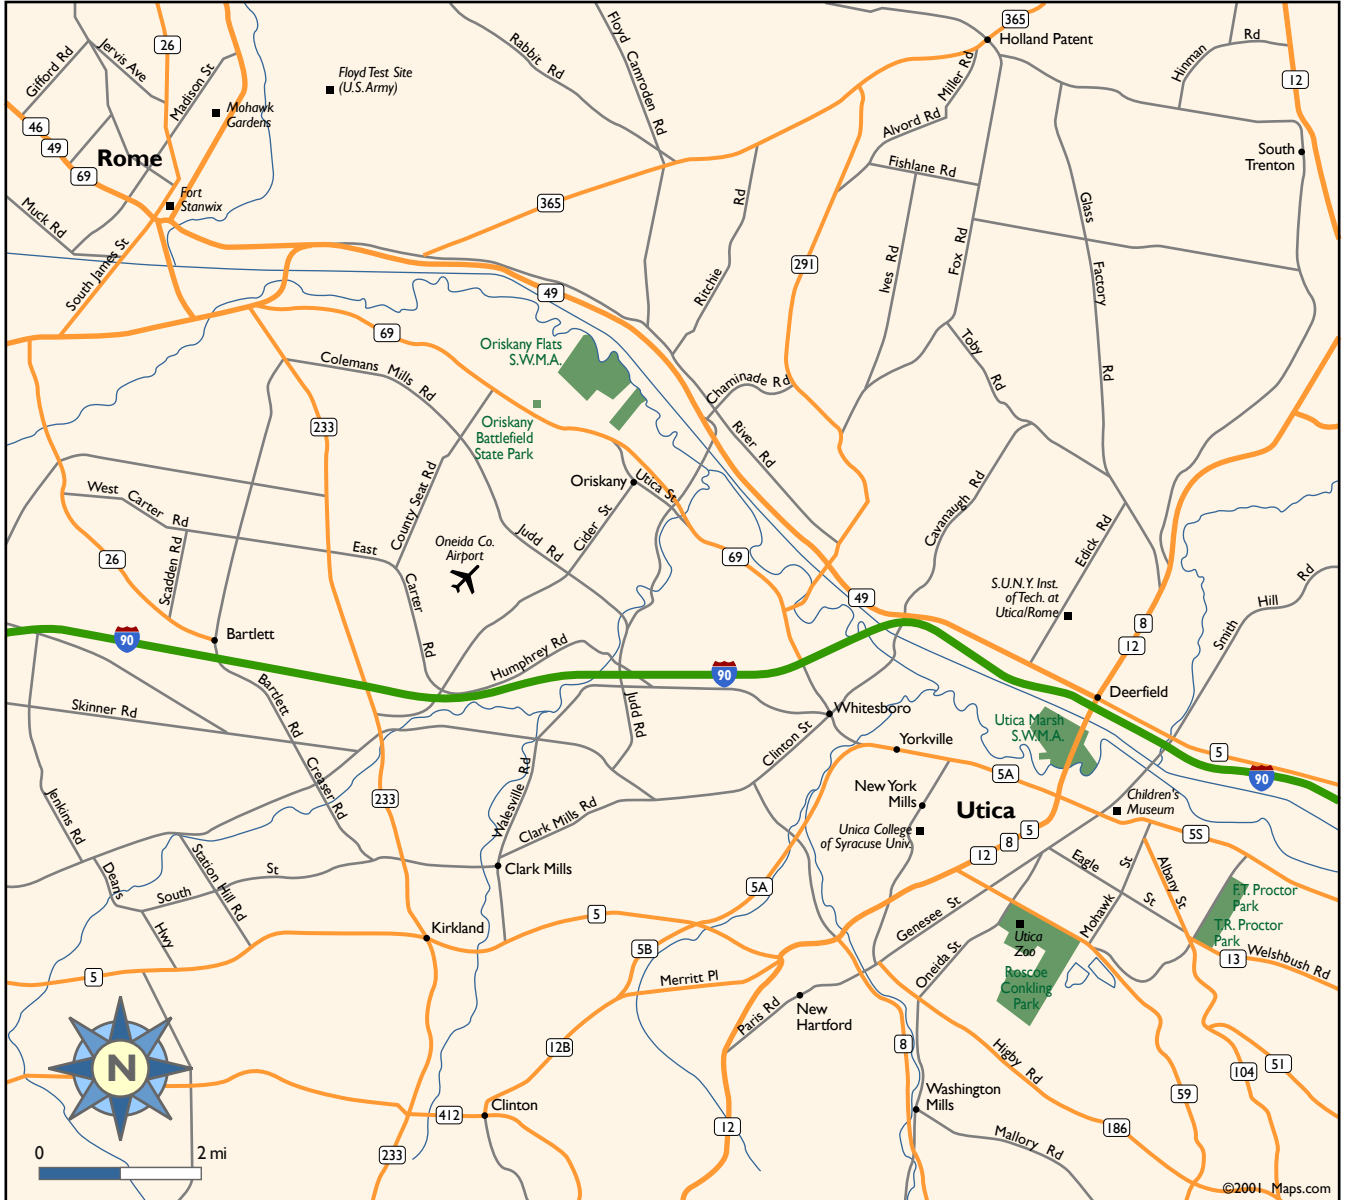 365
Holland Patent
Rd
Hinman
12
26
Jervis Ave
Gifford Rd
Madison St
Floyd Test Site
(U.S. Army)
Mohawk
Gardens
Rabbit Rd
Floyd Camroden Rd
Miller Rd
Alvord Rd
Fishlane Rd
South
Trenton
46
49
69
Rome
Fort
Stanwix
Muck Rd
South James St
365
Ritchie Rd
291
Ives Rd
Fox Rd
Glass Factory Rd
49
69
Oriskany Flats
S.W.M.A.
Colemans Mills Rd
Chaminade Rd
Toby Rd
Oriskany
Battlefield
State Park
233
River Rd
County Seat Rd
Oriskany
Utica St
Cider St
Cavanaugh Rd
West Carter Rd
East Carter Rd
Scadden Rd
Judd Rd
Oneida Co.
Airport
26
69
49
Edick Rd
S.U.N.Y. Inst.
of Tech. at
Utica/Rome
8
12
Smith Hill Rd
90
Bartlett
Humphrey Rd
90
Deerfield
Skinner Rd
Bartlett Rd
Judd Rd
Whitesboro
Clinton St
Yorkville
Utica Marsh
S.W.M.A.
5
90
5A
Creaser Rd
233
Walesville Rd
Clark Mills Rd
New York
Mills
Utica
Children's
Museum
Unica College
of Syracuse Univ.
5
8
12
5S
Jenkins Rd
Deans Hwy
South St
Station Hill Rd
Clark Mills
5A
Eagle St
Mohawk St
Albany St
F.T. Proctor
Park
T.R. Proctor
Park
13
Welshbush Rd
Genesee St
Oneida St
Utica
Zoo
Roscoe
Conkling
Park
Kirkland
5
5B
5
Merritt Pl
Paris Rd
New
Hartford
N
12B
8
Higby Rd
Washington
Mills
Mallory Rd
59
104
51
186
412
Clinton
12
233
0
2 mi
©2001 Maps.com